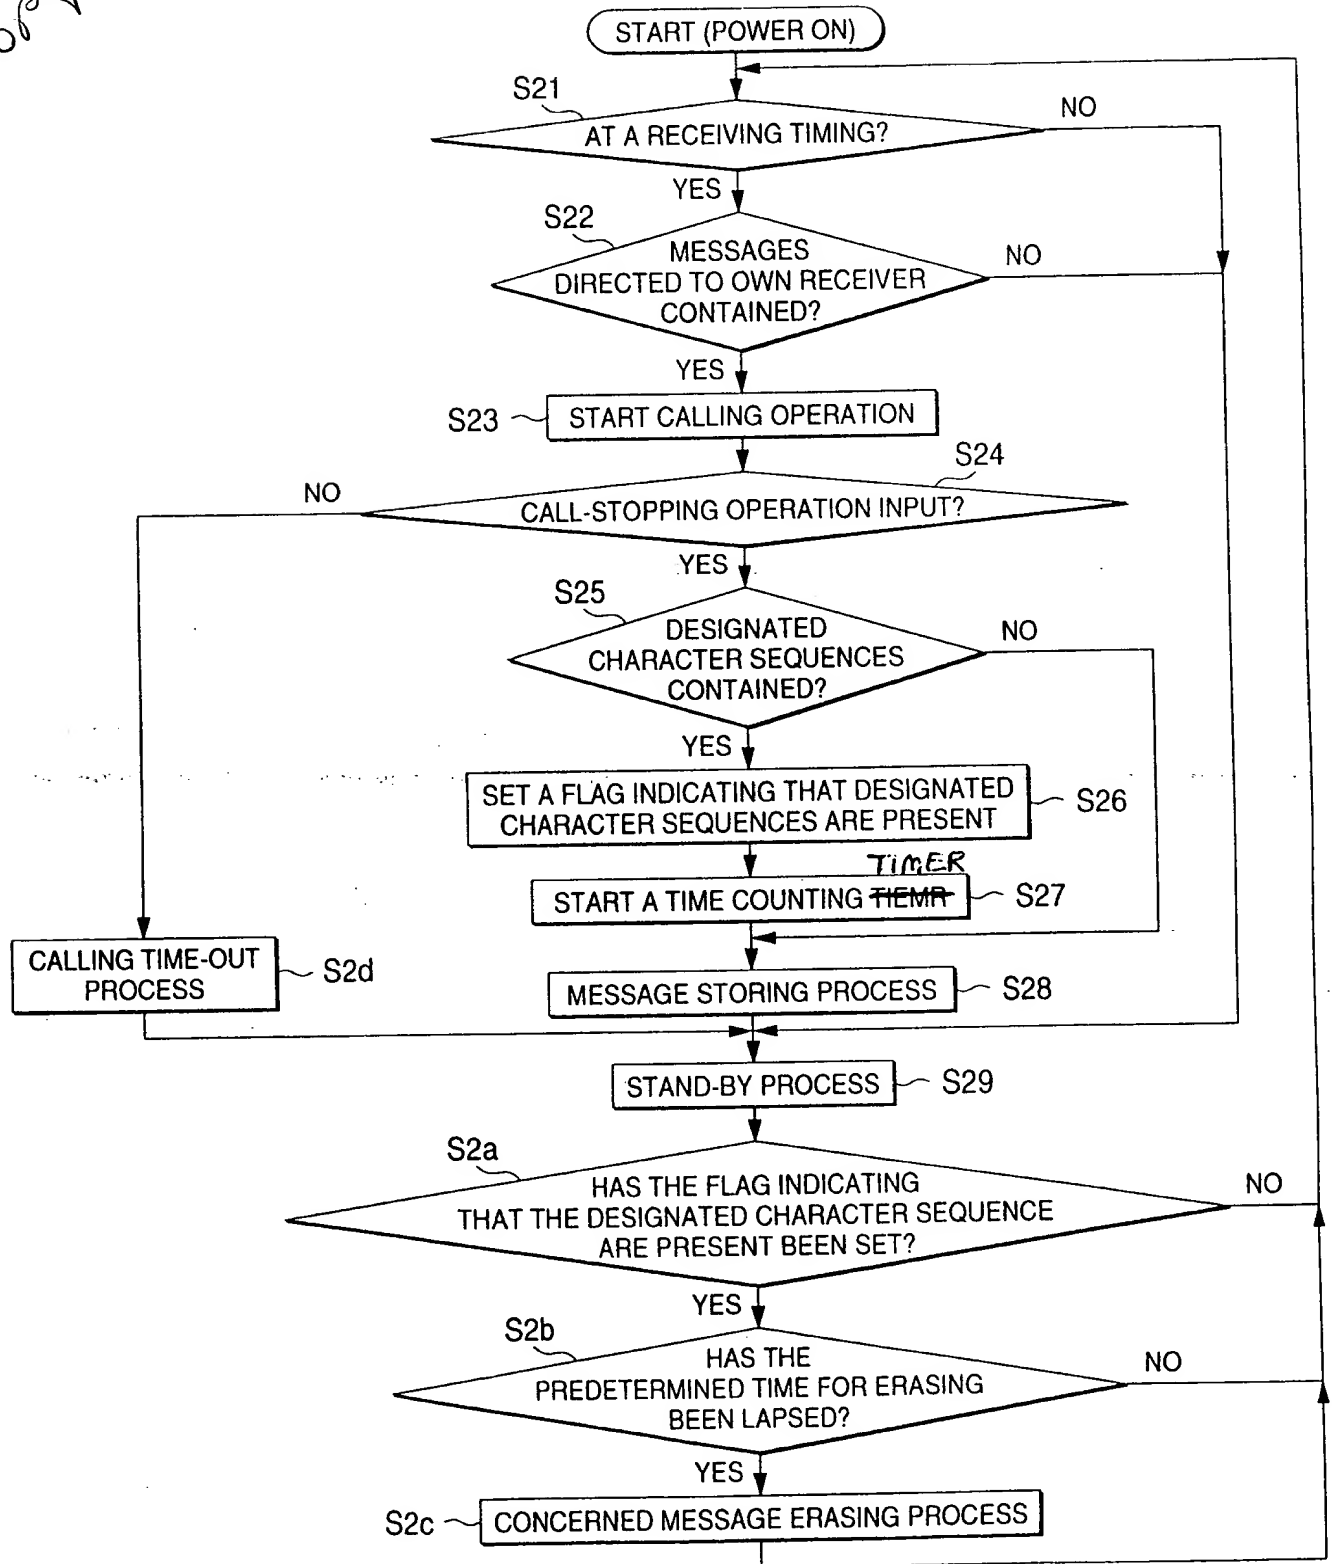 START (POWER ON)
S21
AT A RECEIVING TIMING?
NO
YES
S22
MESSAGES
DIRECTED TO OWN RECEIVER
CONTAINED?
NO
YES
S23
START CALLING OPERATION
S24
NO
CALL-STOPPING OPERATION INPUT?
YES
S25
DESIGNATED
CHARACTER SEQUENCES
CONTAINED?
NO
YES
SET A FLAG INDICATING THAT DESIGNATED
CHARACTER SEQUENCES ARE PRESENT
S26
TIMER
START A TIME COUNTING TIEMR
S27
CALLING TIME-OUT
PROCESS
S2d
MESSAGE STORING PROCESS
S28
STAND-BY PROCESS
S29
S2a
HAS THE FLAG INDICATING
THAT THE DESIGNATED CHARACTER SEQUENCE
ARE PRESENT BEEN SET?
NO
YES
S2b
HAS THE
PREDETERMINED TIME FOR ERASING
BEEN LAPSED?
NO
YES
S2c
CONCERNED MESSAGE ERASING PROCESS